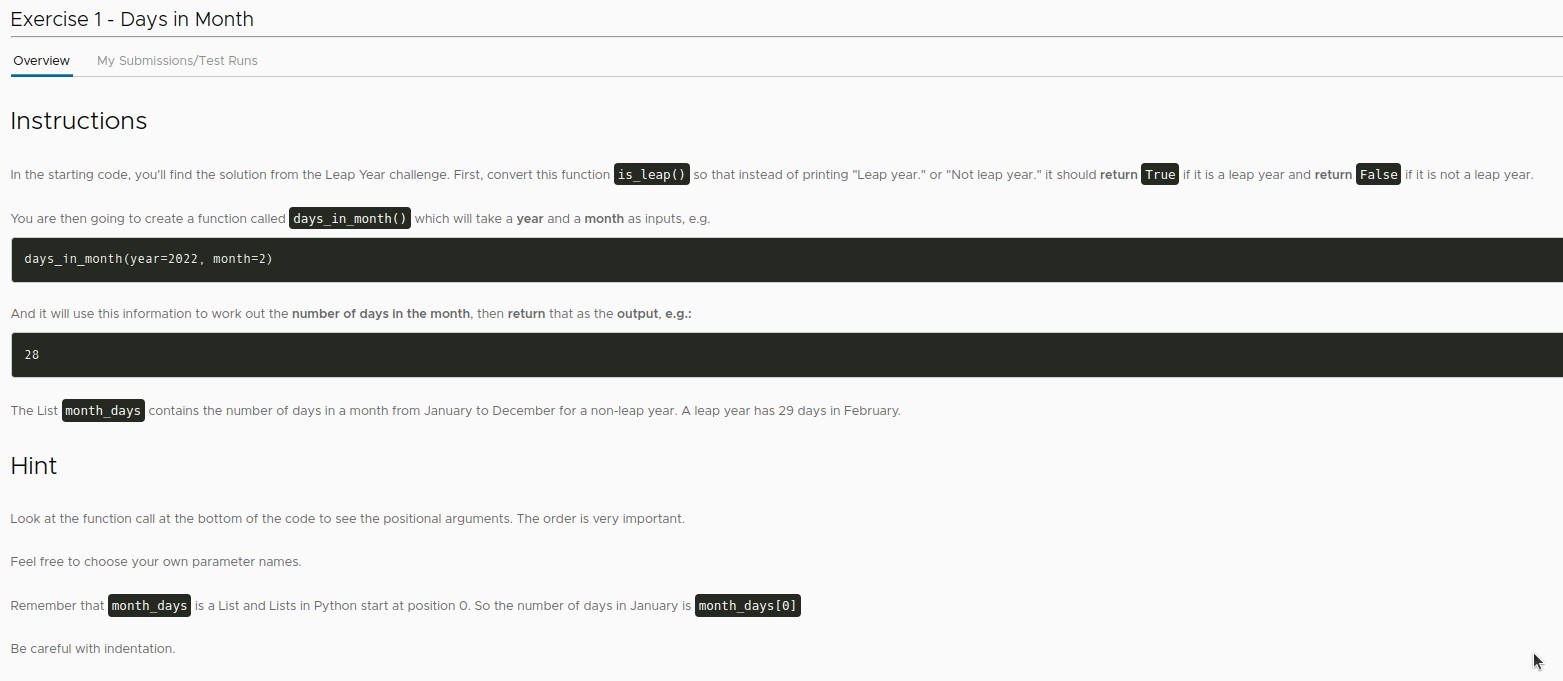 Exercise 1 - Days in Month
Overview My Submissions/Test Runs
Instructions
In the starting code, you'll find the solution from the Leap Year challenge. First, convert this function is_leap() so that instead of printing "Leap year." or "Not leap year." it should return True if it is a leap year and return False if it is not a leap year.
You are then going to create a function called days_in_month() which will take a year and a month as inputs, e.g.
days_in_month(year=2022, month=2)
And it will use this information to work out the number of days in the month, then return that as the output, e.g.:
28
The List month_days contains the number of days in a month from January to December for a non-leap year. A leap year has 29 days in February.
Hint
Look at the function call at the bottom of the code to see the positional arguments. The order is very important.
Feel free to choose your own parameter names.
Remember that month_days is a List and Lists in Python start at position 0. So the number of days in January is month_days[0]
Be careful with indentation.